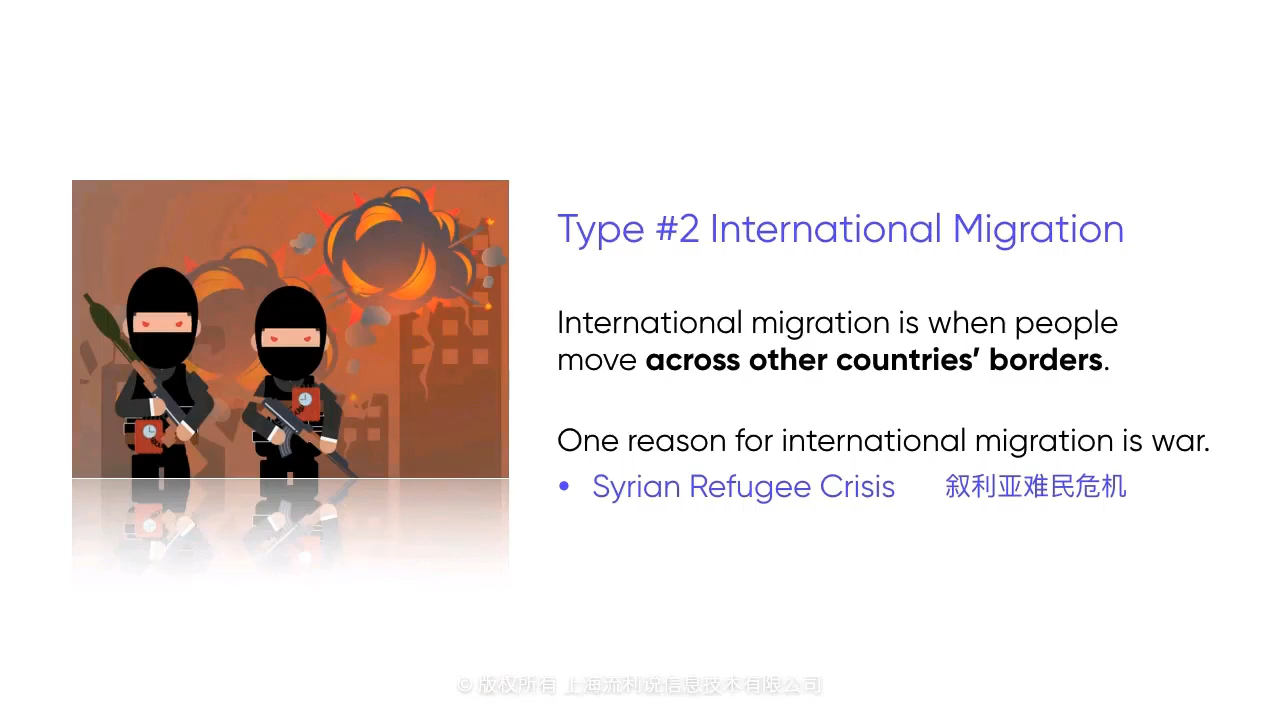 Type #2 International Migration
International migration is when people
move across other countries’ borders.
One reason for international migration is war.
• Syrian Refugee Crisis 叙利亚难民危机
© 版权所有 上海流利说信息技术有限公司